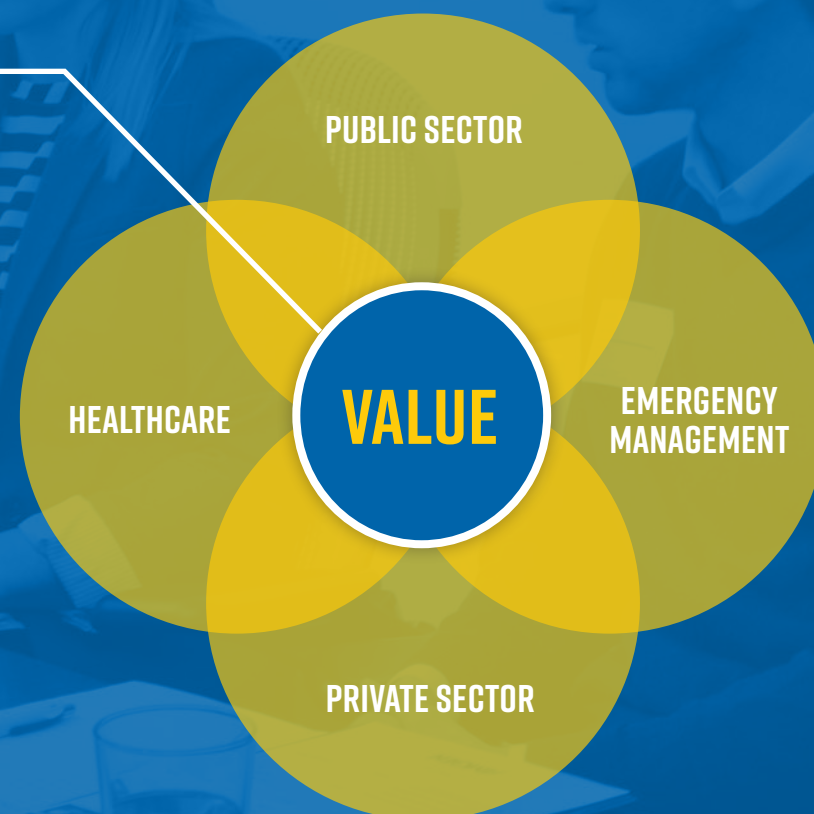 PUBLIC SECTOR
HEALTHCARE
VALUE
EMERGENCY
MANAGEMENT
PRIVATE SECTOR